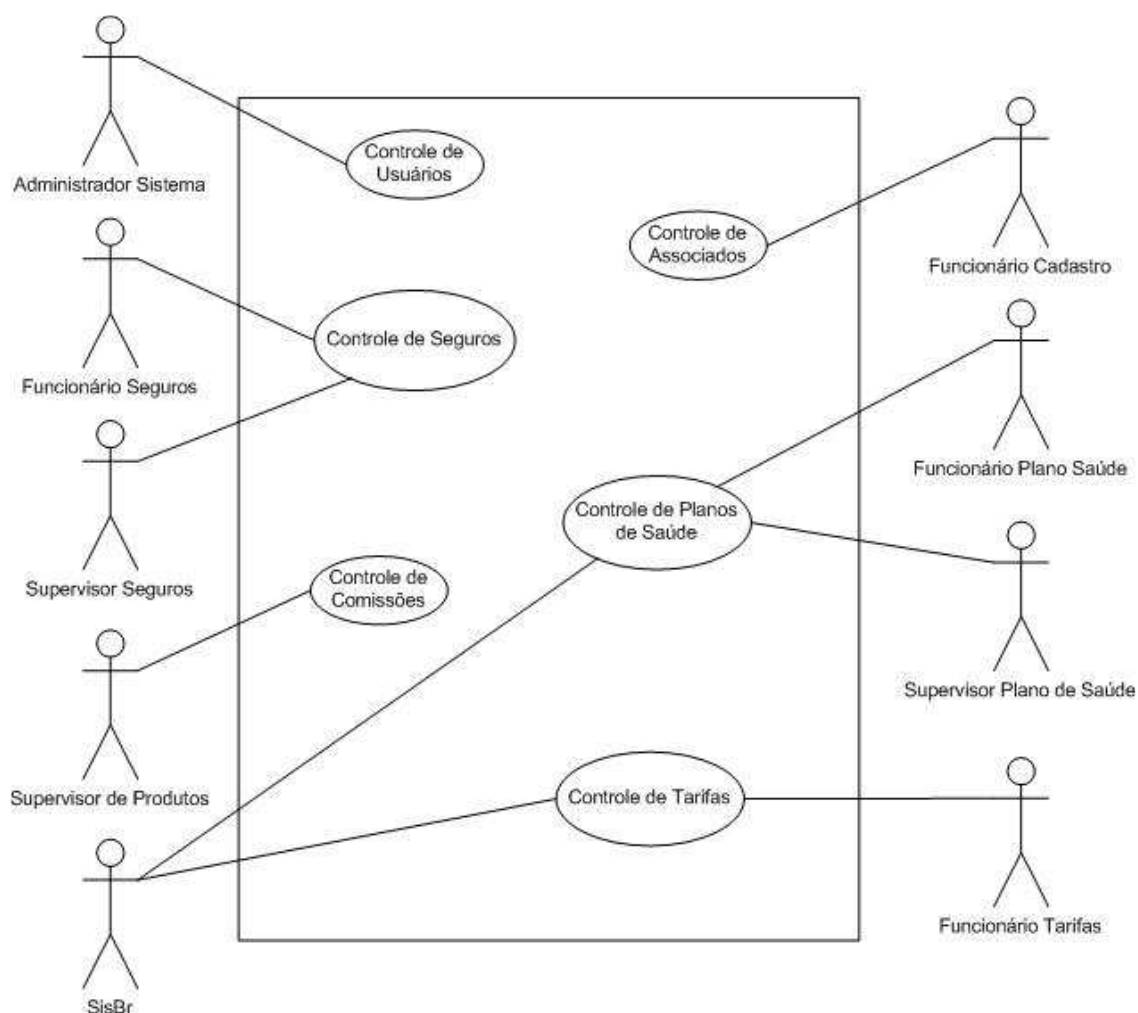 Administrador Sistema
Controle de
Usuários
Controle de
Associados
Funcionário Cadastro
Funcionário Seguros
Controle de Seguros
Funcionário Plano Saúde
Supervisor Seguros
Controle de Planos
de Saúde
Controle de
Comissões
Supervisor Plano de Saúde
Supervisor de Produtos
Controle de Tarifas
Funcionário Tarifas
SisBr